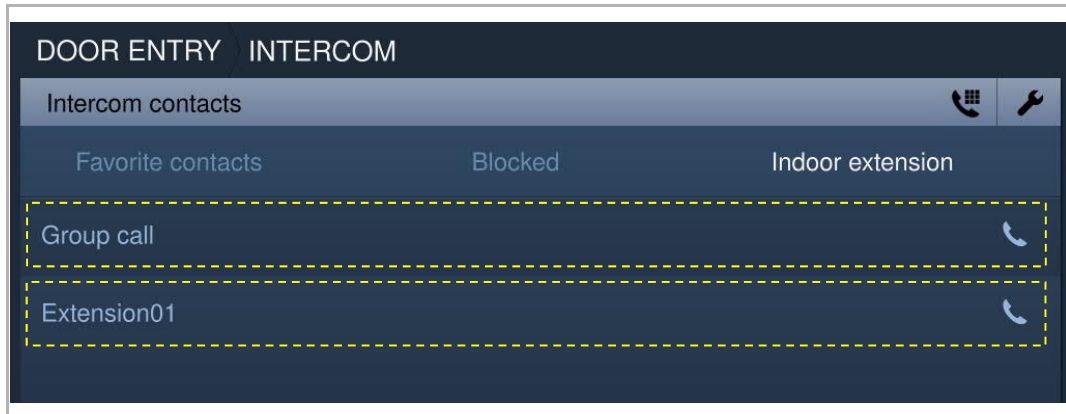 DOOR ENTRY INTERCOM
Intercom contacts
Favorite contacts Blocked Indoor extension
Group call
Extension01